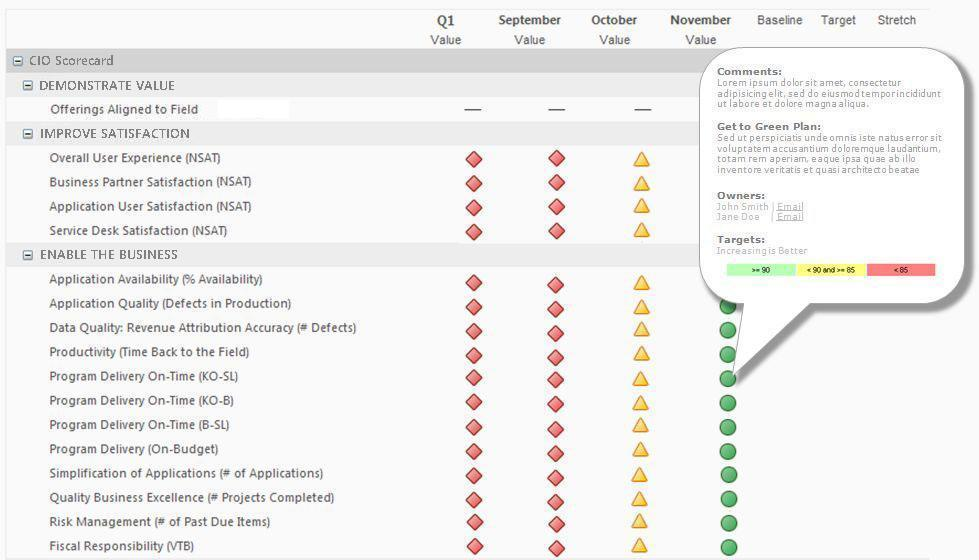 Q1 September October November Baseline Target Stretch
Value Value Value Value
CIO Scorecard
DEMONSTRATE VALUE
Offerings Aligned to Field — — —
IMPROVE SATISFACTION
Overall User Experience (NSAT)
Business Partner Satisfaction (NSAT)
Application User Satisfaction (NSAT)
Service Desk Satisfaction (NSAT)
ENABLE THE BUSINESS
Application Availability (% Availability)
Application Quality (Defects in Production)
Data Quality: Revenue Attribution Accuracy (# Defects)
Productivity (Time Back to the Field)
Program Delivery On-Time (KO-SL)
Program Delivery On-Time (KO-B)
Program Delivery On-Time (B-SL)
Program Delivery (On-Budget)
Simplification of Applications (# of Applications)
Quality Business Excellence (# Projects Completed)
Risk Management (# of Past Due Items)
Fiscal Responsibility (VTB)
Comments:
Lorem ipsum dolor sit amet, consectetur
adipisicing elit, sed do eiusmod tempor incididunt
ut labore et dolore magna aliqua.
Get to Green Plan:
Sed ut perspiciatis unde omnis iste natus error sit
voluptatem accusantium doloremque laudantium,
totam rem aperiam, eaque ipsa quae ab illo
inventore veritatis et quasi architecto beatae
Owners:
John Smith | Email
Jane Doe | Email
Targets:
Increasing is Better
>= 90 < 90 and >= 85 < 85